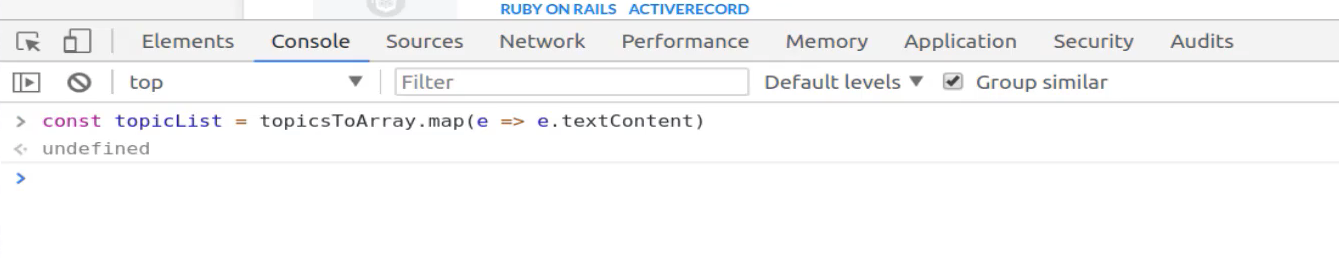 RUBY ON RAILS ACTIVERECORD
Elements Console Sources Network Performance Memory Application Security Audits
top Filter Default levels Group similar
> const topicList = topicsToArray.map(e => e.textContent)
< undefined
>